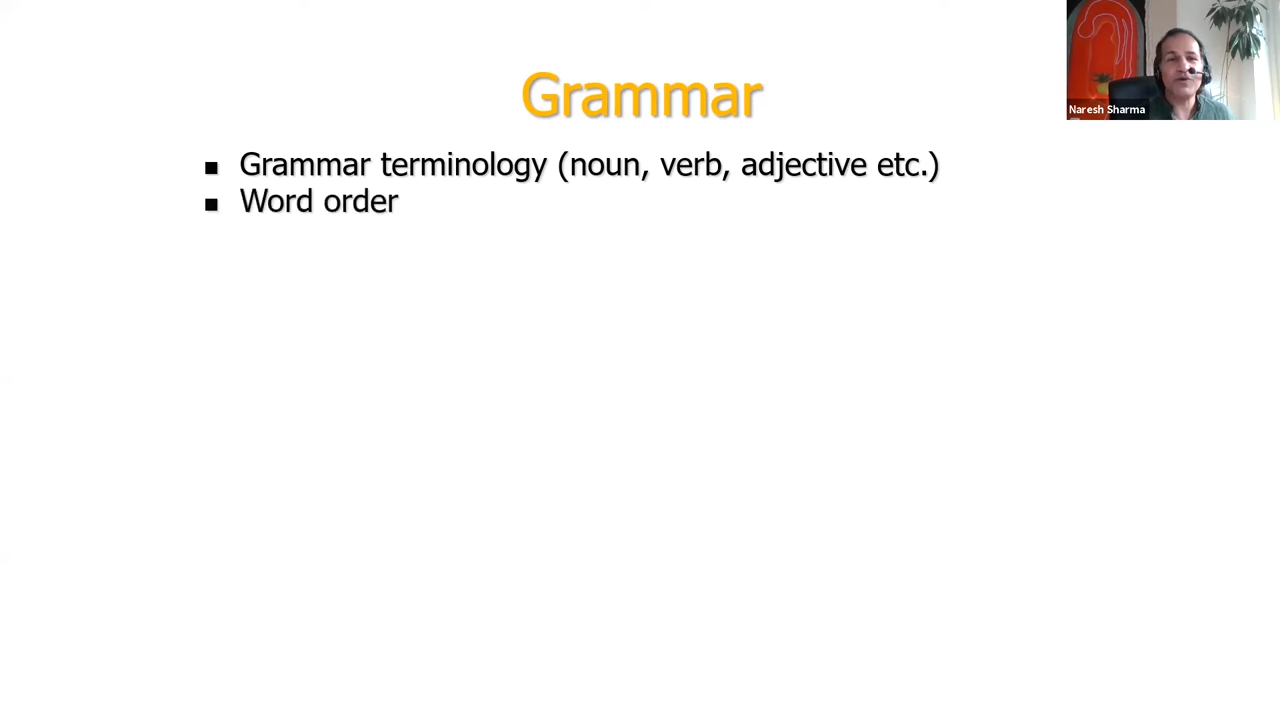 Grammar
Naresh Sharma
▪ Grammar terminology (noun, verb, adjective etc.)
▪ Word order